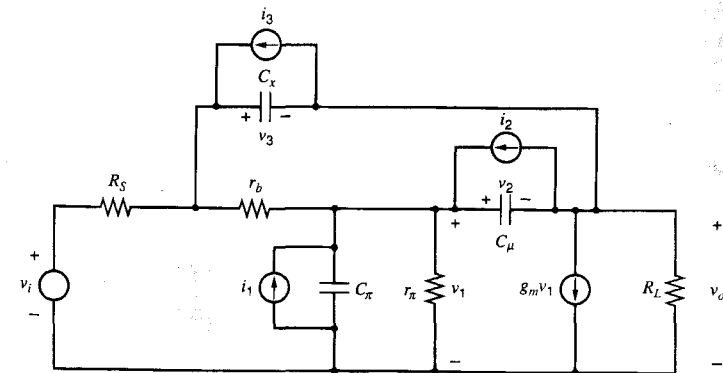 i3
Cx
+ v3 −
i2
RS
rb
+ v2 −
+
Cμ
+
vi
−
i1
Cπ
rπ
v1
gmv1
RL
+
vo
−
−